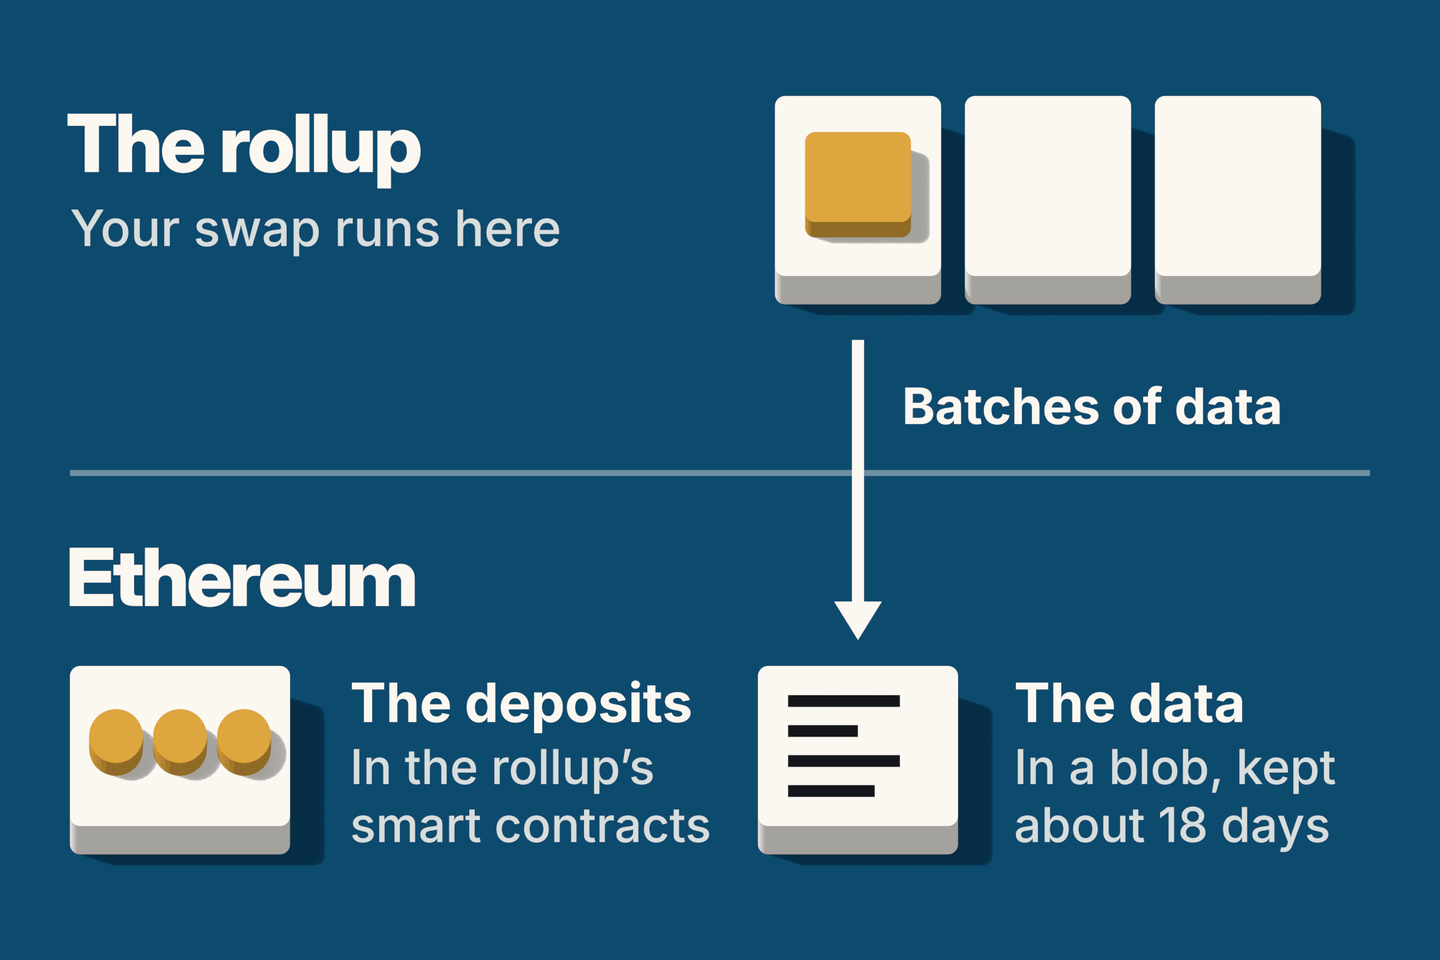 The rollup
Your swap runs here
Batches of data
Ethereum
The deposits
In the rollup’s
smart contracts
The data
In a blob, kept
about 18 days